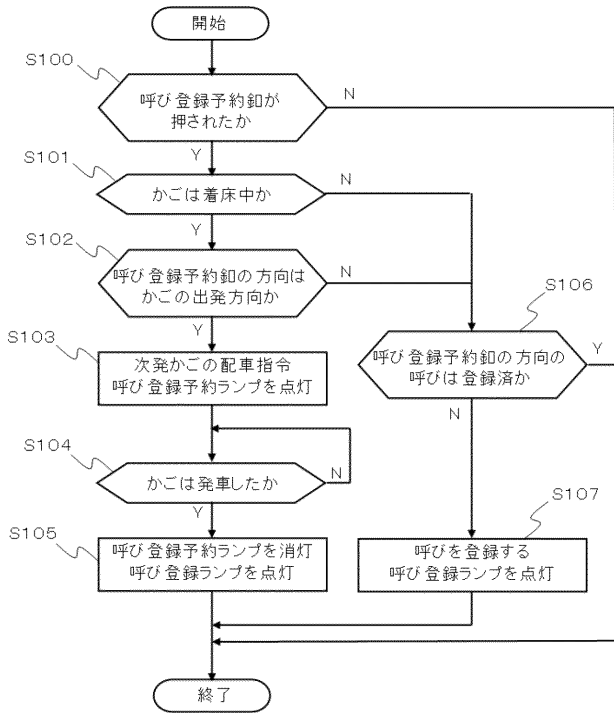 開始
S100
呼び登録予約釦が
押されたか
N
Y
S101
かごは着床中か
N
Y
S102
呼び登録予約釦の方向は
かごの出発方向か
N
Y
S106
呼び登録予約釦の方向の
呼びは登録済か
Y
N
S103
次発かごの配車指令
呼び登録予約ランプを点灯
S104
かごは発車したか
N
Y
S105
呼び登録予約ランプを消灯
呼び登録ランプを点灯
S107
呼びを登録する
呼び登録ランプを点灯
終了